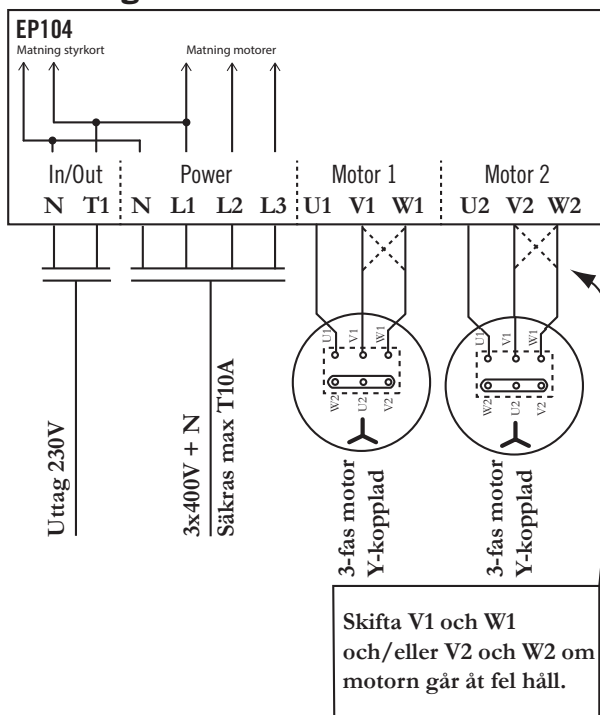 g
EP104
Matning styrkort Matning motorer
In/Out Power Motor 1 Motor 2
N T1 N L1 L2 L3 U1 V1 W1 U2 V2 W2
U1 V1 W1
W2 U2 V2
U1 V1 W1
W2 U2 V2
Uttag 230V
3x400V + N
Säkras max T10A
3-fas motor
Y-kopplad
3-fas motor
Y-kopplad
Skifta V1 och W1
och/eller V2 och W2 om
motorn går åt fel håll.